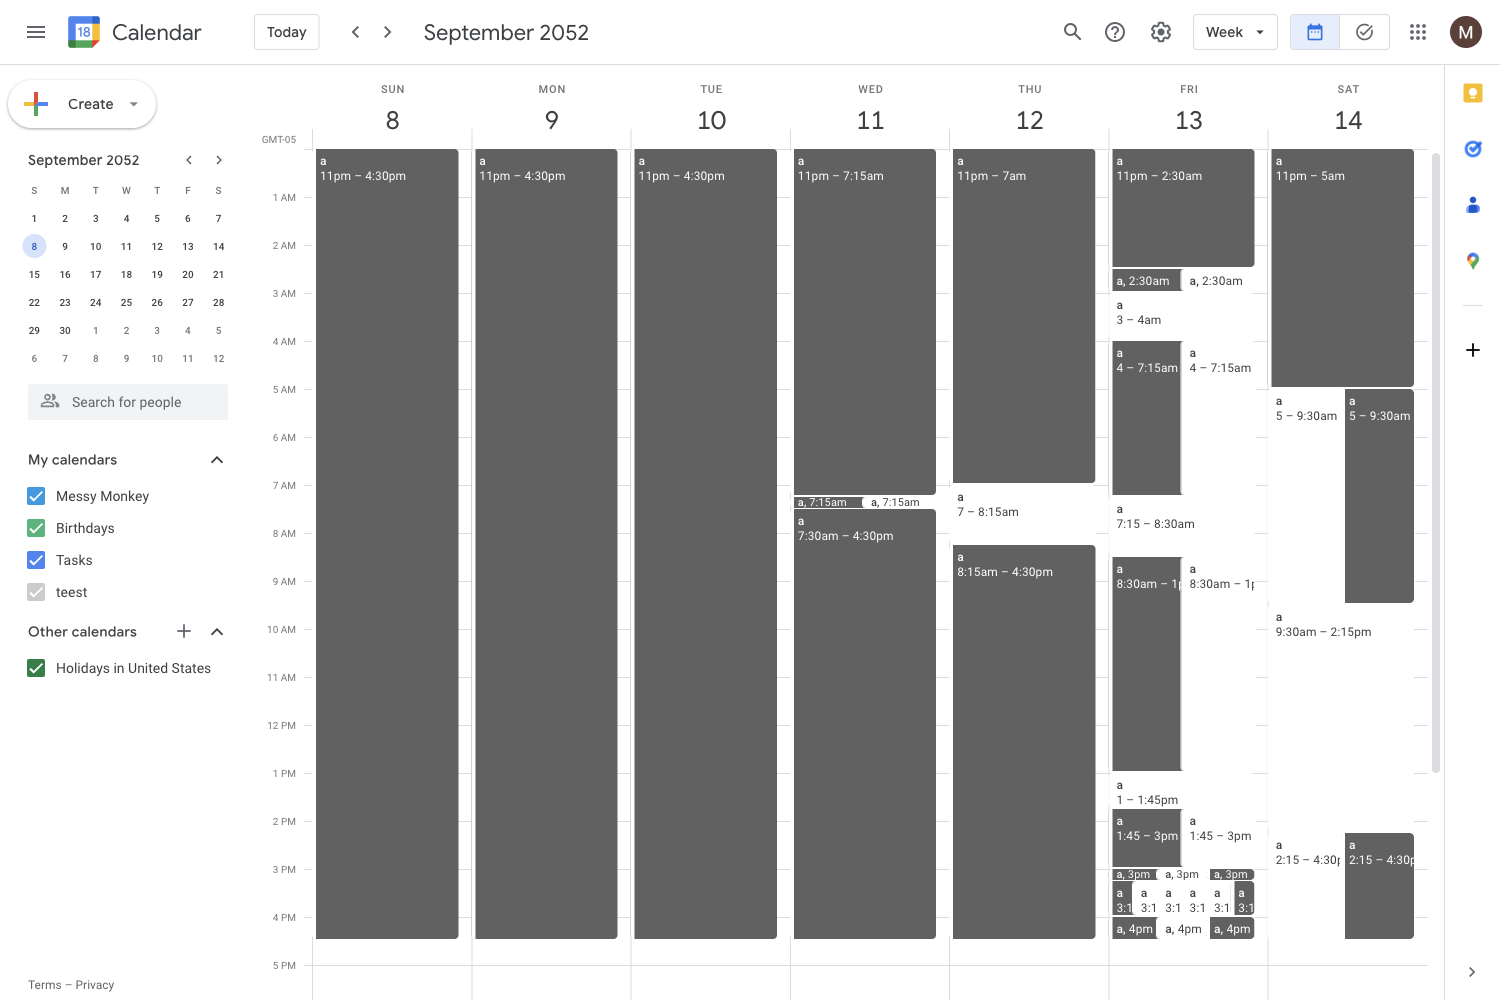 18 Calendar Today September 2052 Week M
Create
September 2052
S M T W T F S
1 2 3 4 5 6 7
8 9 10 11 12 13 14
15 16 17 18 19 20 21
22 23 24 25 26 27 28
29 30 1 2 3 4 5
6 7 8 9 10 11 12
Search for people
My calendars
Messy Monkey
Birthdays
Tasks
teest
Other calendars
Holidays in United States
Terms – Privacy
SUN MON TUE WED THU FRI SAT
8 9 10 11 12 13 14
GMT-05
1 AM
2 AM
3 AM
4 AM
5 AM
6 AM
7 AM
8 AM
9 AM
10 AM
11 AM
12 PM
1 PM
2 PM
3 PM
4 PM
5 PM
a
11pm – 4:30pm
a
11pm – 4:30pm
a
11pm – 4:30pm
a
11pm – 7:15am
a, 7:15am
a, 7:15am
a
7:30am – 4:30pm
a
11pm – 7am
a
7 – 8:15am
a
8:15am – 4:30pm
a
11pm – 2:30am
a, 2:30am
a, 2:30am
a
3 – 4am
a
4 – 7:15am
a
4 – 7:15am
a
7:15 – 8:30am
a
8:30am – 1p
a
8:30am – 1p
a
1 – 1:45pm
a
1:45 – 3pm
a
1:45 – 3pm
a, 3pm
a, 3pm
a, 3pm
a
3:1
a
3:1
a
3:1
a
3:1
a
3:1
a
3:1
a, 4pm
a, 4pm
a, 4pm
a
11pm – 5am
a
5 – 9:30am
a
5 – 9:30am
a
9:30am – 2:15pm
a
2:15 – 4:30p
a
2:15 – 4:30p